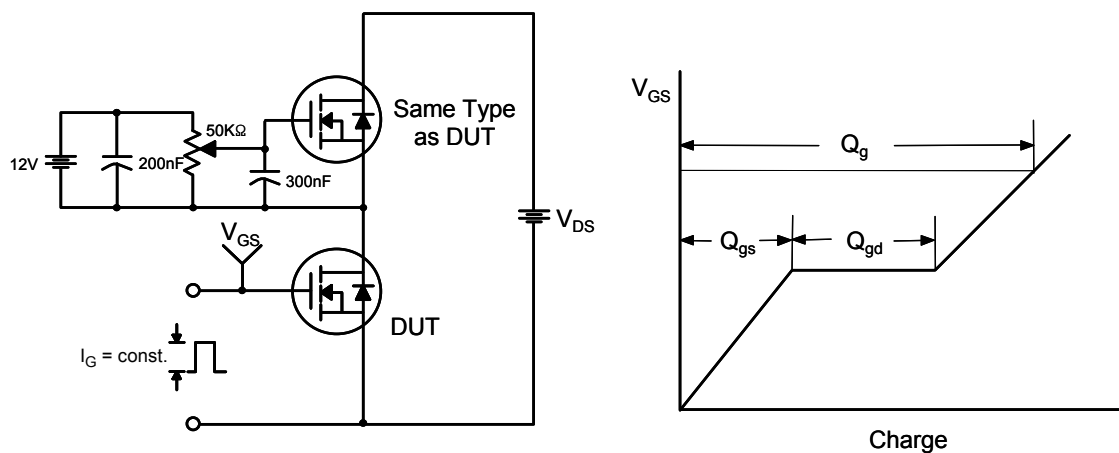 50KΩ
12V
200nF
300nF
Same Type
as DUT
V_DS
V_GS
DUT
I_G = const.
V_GS
Q_g
Q_gs
Q_gd
Charge